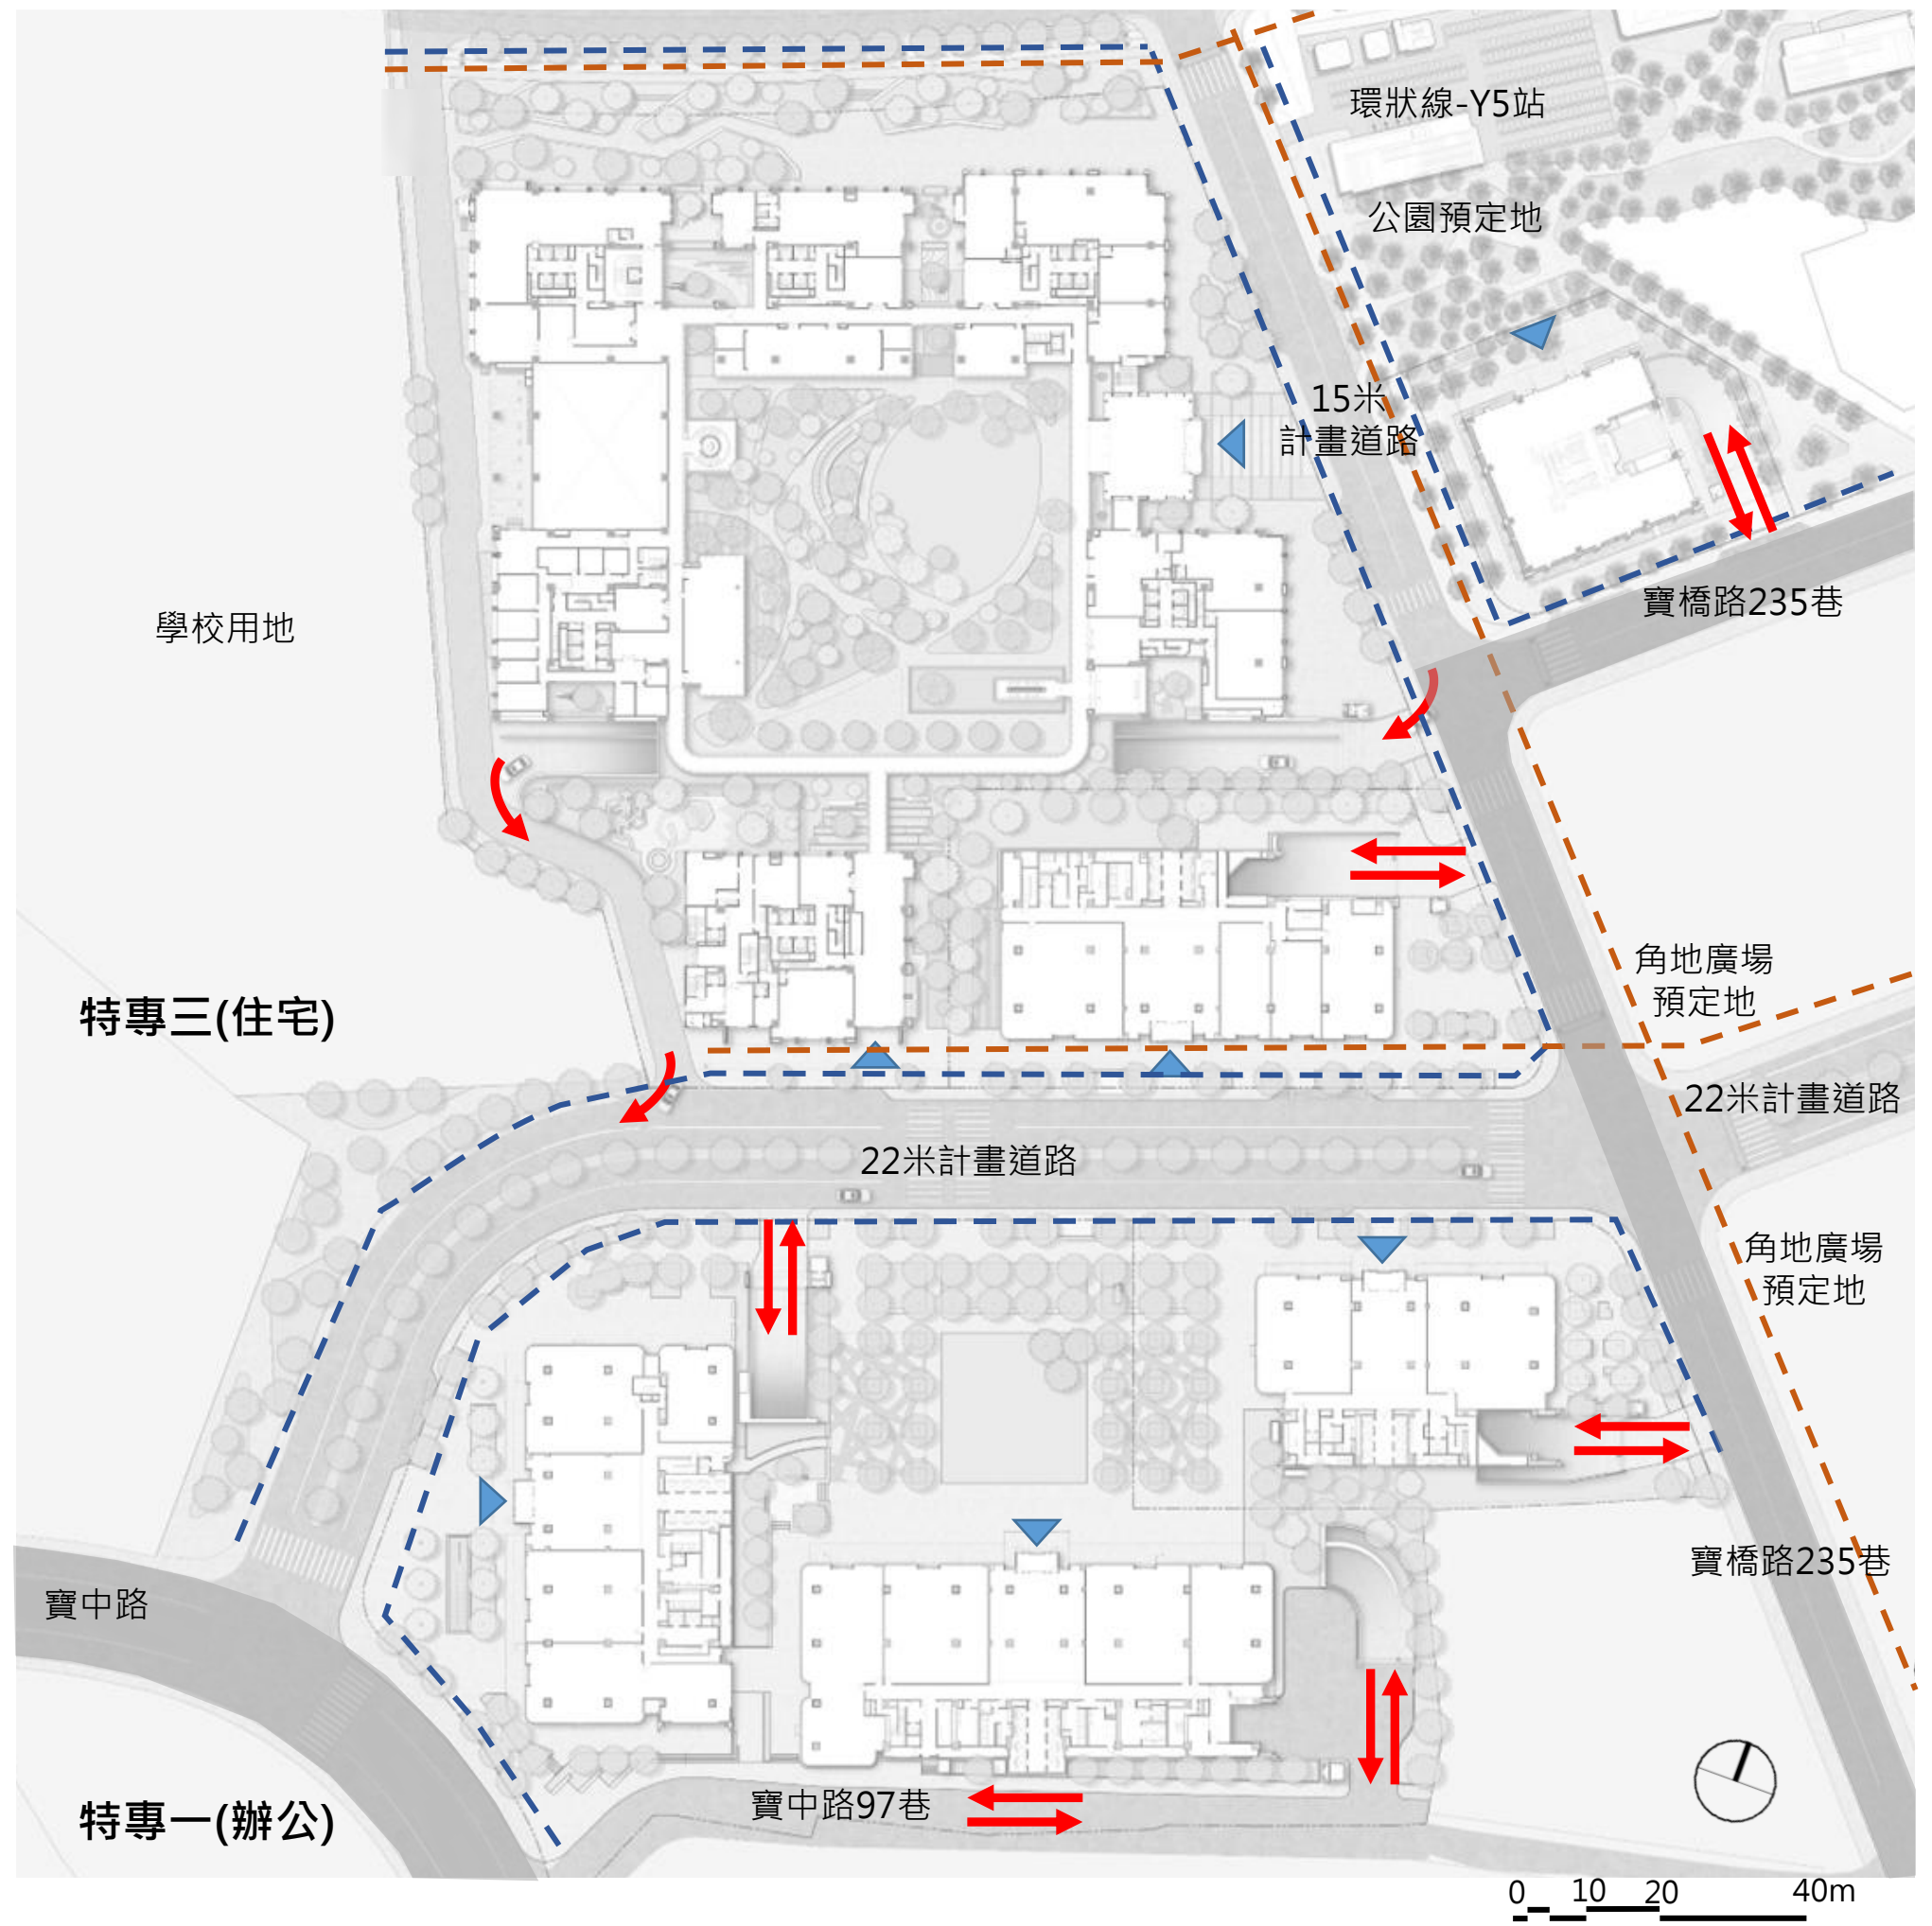 環狀線-Y5站
公園預定地
15米
計畫道路
寶橋路235巷
學校用地
角地廣場
預定地
特專三(住宅)
22米計畫道路
22米計畫道路
角地廣場
預定地
寶橋路235巷
寶中路
寶中路97巷
特專一(辦公)
0 10 20 40m